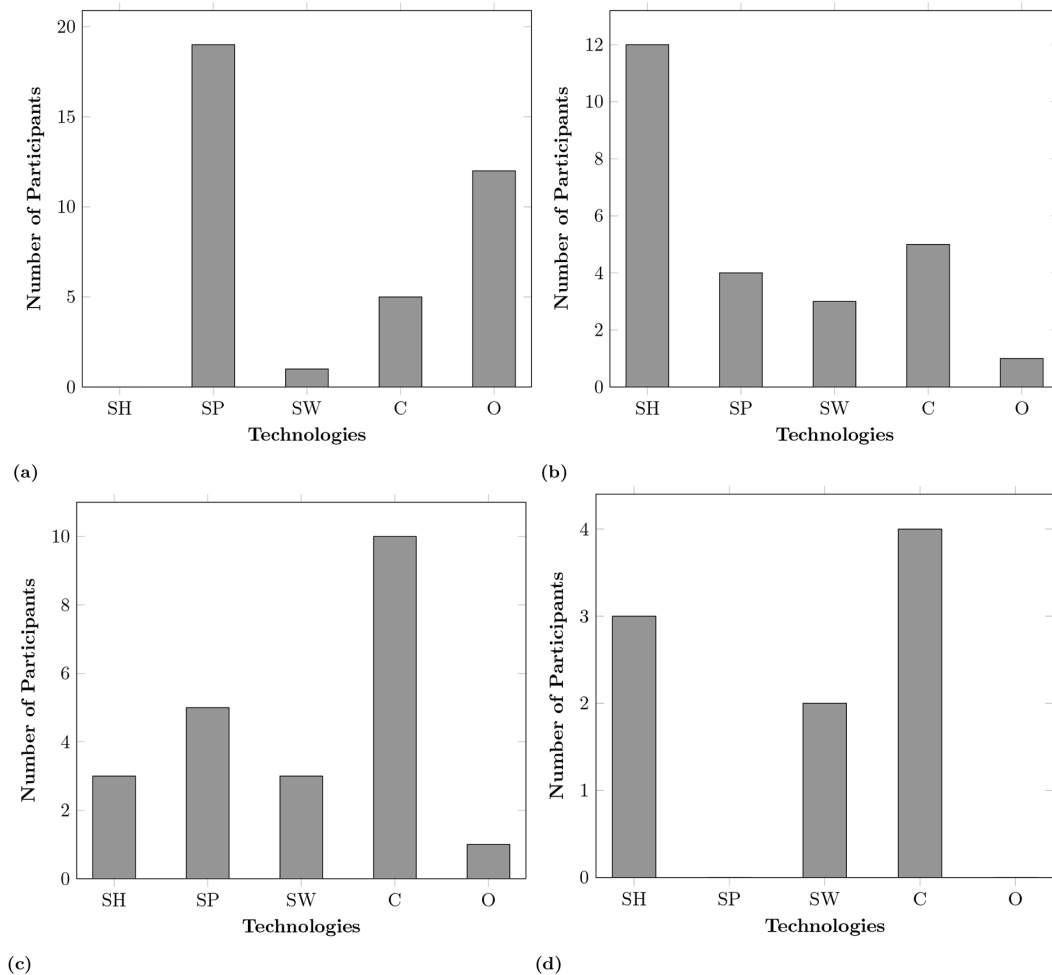 20
15
10
5
0
Number of Participants
SH SP SW C O
Technologies
(a)
12
10
8
6
4
2
0
Number of Participants
SH SP SW C O
Technologies
(b)
10
8
6
4
2
0
Number of Participants
SH SP SW C O
Technologies
(c)
4
3
2
1
0
Number of Participants
SH SP SW C O
Technologies
(d)